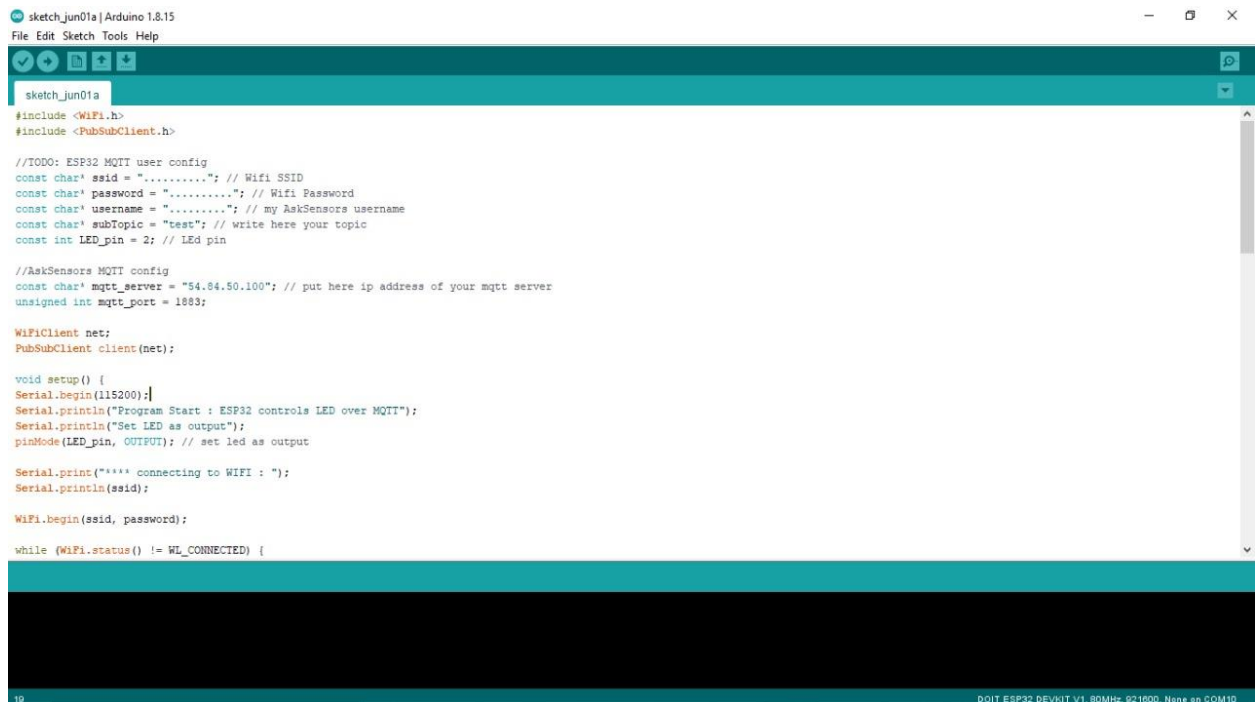 sketch_jun01a | Arduino 1.8.15
File Edit Sketch Tools Help
sketch_jun01a
#include <WiFi.h>
#include <PubSubClient.h>
//TODO: ESP32 MQTT user config
const char* ssid = ".........."; // Wifi SSID
const char* password = ".........."; // Wifi Password
const char* username = "........."; // my AskSensors username
const char* subTopic = "test"; // write here your topic
const int LED_pin = 2; // LEd pin
//AskSensors MQTT config
const char* mqtt_server = "54.84.50.100"; // put here ip address of your mqtt server
unsigned int mqtt_port = 1883;
WiFiClient net;
PubSubClient client(net);
void setup() {
Serial.begin(115200);
Serial.println("Program Start : ESP32 controls LED over MQTT");
Serial.println("Set LED as output");
pinMode(LED_pin, OUTPUT); // set led as output
Serial.print("**** connecting to WIFI : ");
Serial.println(ssid);
WiFi.begin(ssid, password);
while (WiFi.status() != WL_CONNECTED) {
19
DOIT ESP32 DEVKIT V1, 80MHz, 921600, None on COM10